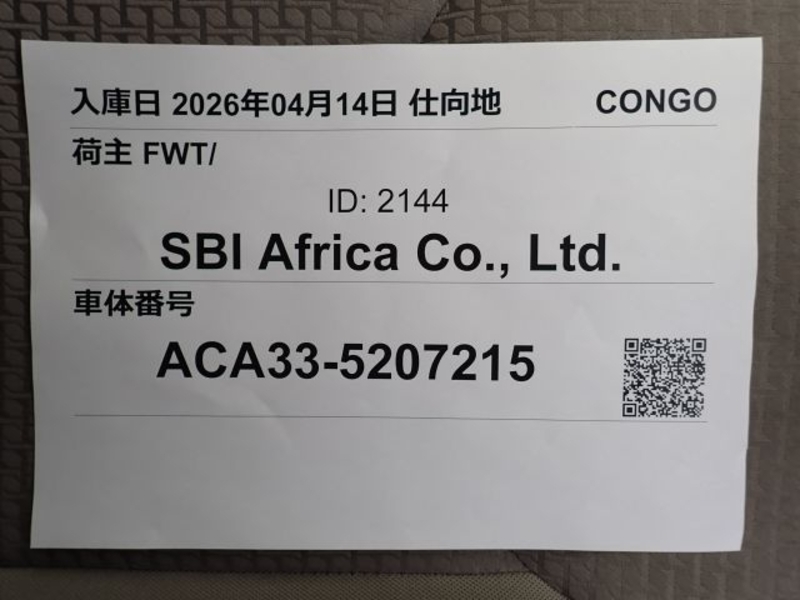 入庫日 2026年04月14日 仕向地 CONGO
荷主 FWT/
ID: 2144
SBI Africa Co., Ltd.
車体番号
ACA33-5207215